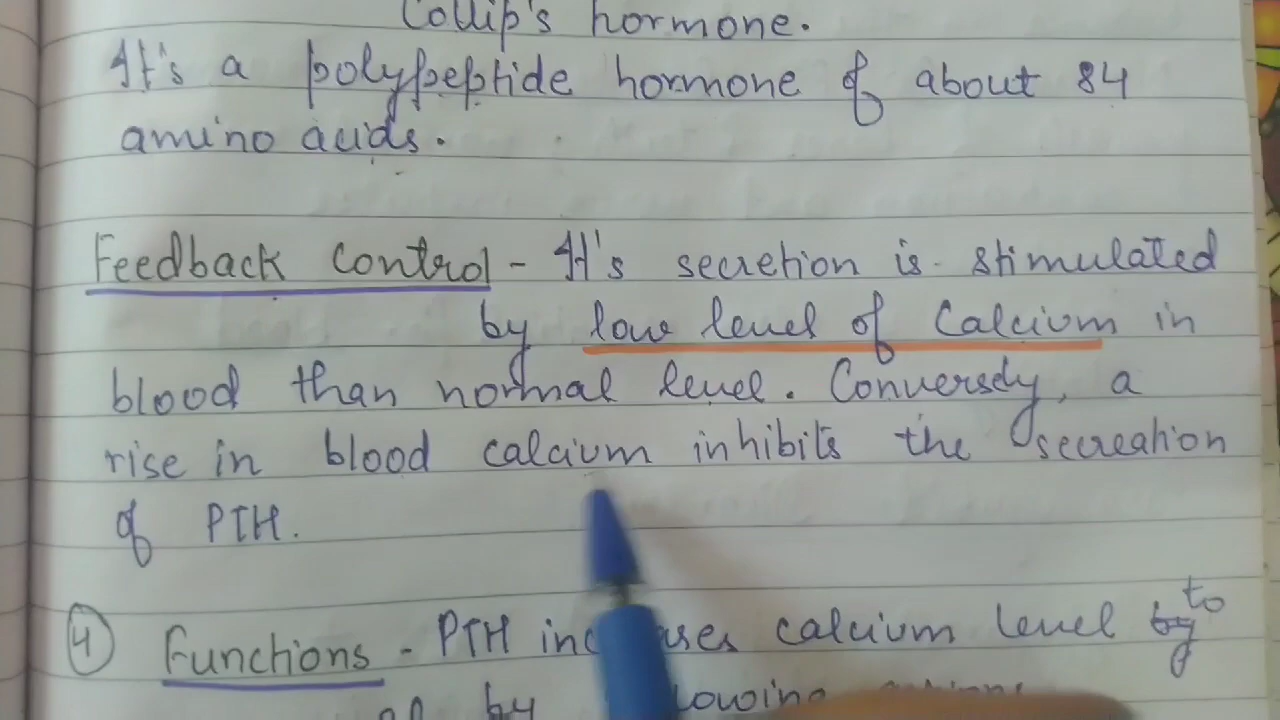 Collip's hormone.
It's a polypeptide hormone of about 84
amino acids.
Feedback control - It's secretion is stimulated
by low level of Calcium in
blood than normal level. Conversely, a
rise in blood calcium inhibits the secreation
of PTH.
4 Functions - PTH calcium level by to
by